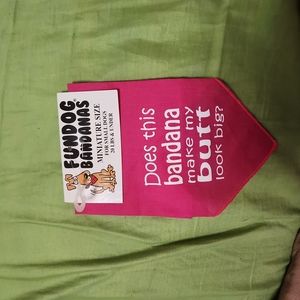 FUNDOG
BANDANAS
MINIATURE SIZE
FOR SMALL DOGS
20 LBS & UNDER
Does this
bandana
make my
butt
look big?